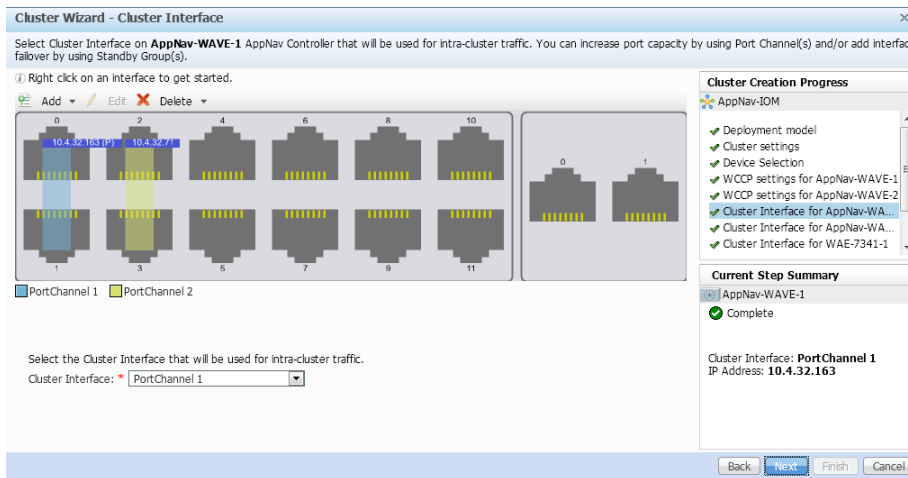 Cluster Wizard - Cluster Interface
Select Cluster Interface on AppNav-WAVE-1 AppNav Controller that will be used for intra-cluster traffic. You can increase port capacity by using Port Channel(s) and/or add interfac
failover by using Standby Group(s).
Right click on an interface to get started.
Add Edit Delete
0 2 4 6 8 10
10.4.32.163 (P) 10.4.32.71
1 3 5 7 9 11
0 1
PortChannel 1 PortChannel 2
Select the Cluster Interface that will be used for intra-cluster traffic.
Cluster Interface: * PortChannel 1
Cluster Creation Progress
AppNav-IOM
Deployment model
Cluster settings
Device Selection
WCCP settings for AppNav-WAVE-1
WCCP settings for AppNav-WAVE-2
Cluster Interface for AppNav-WA...
Cluster Interface for AppNav-WA...
Cluster Interface for WAE-7341-1
Current Step Summary
AppNav-WAVE-1
Complete
Cluster Interface: PortChannel 1
IP Address: 10.4.32.163
Back Next Finish Cancel